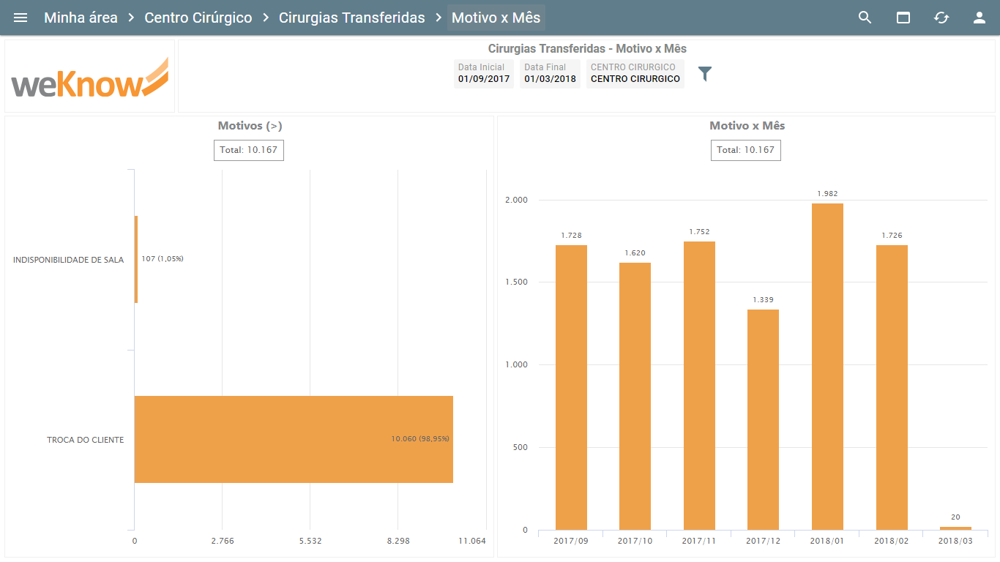 Minha área > Centro Cirúrgico > Cirurgias Transferidas > Motivo x Mês
weKnow
Cirurgias Transferidas - Motivo x Mês
Data Inicial
01/09/2017
Data Final
01/03/2018
CENTRO CIRURGICO
CENTRO CIRURGICO
Motivos (>)
Total: 10.167
INDISPONIBILIDADE DE SALA
107 (1,05%)
TROCA DO CLIENTE
10.060 (98,95%)
0 2.766 5.532 8.298 11.064
Motivo x Mês
Total: 10.167
2.000
1.500
1.000
500
0
1.728
1.620
1.752
1.339
1.982
1.726
20
2017/09 2017/10 2017/11 2017/12 2018/01 2018/02 2018/03